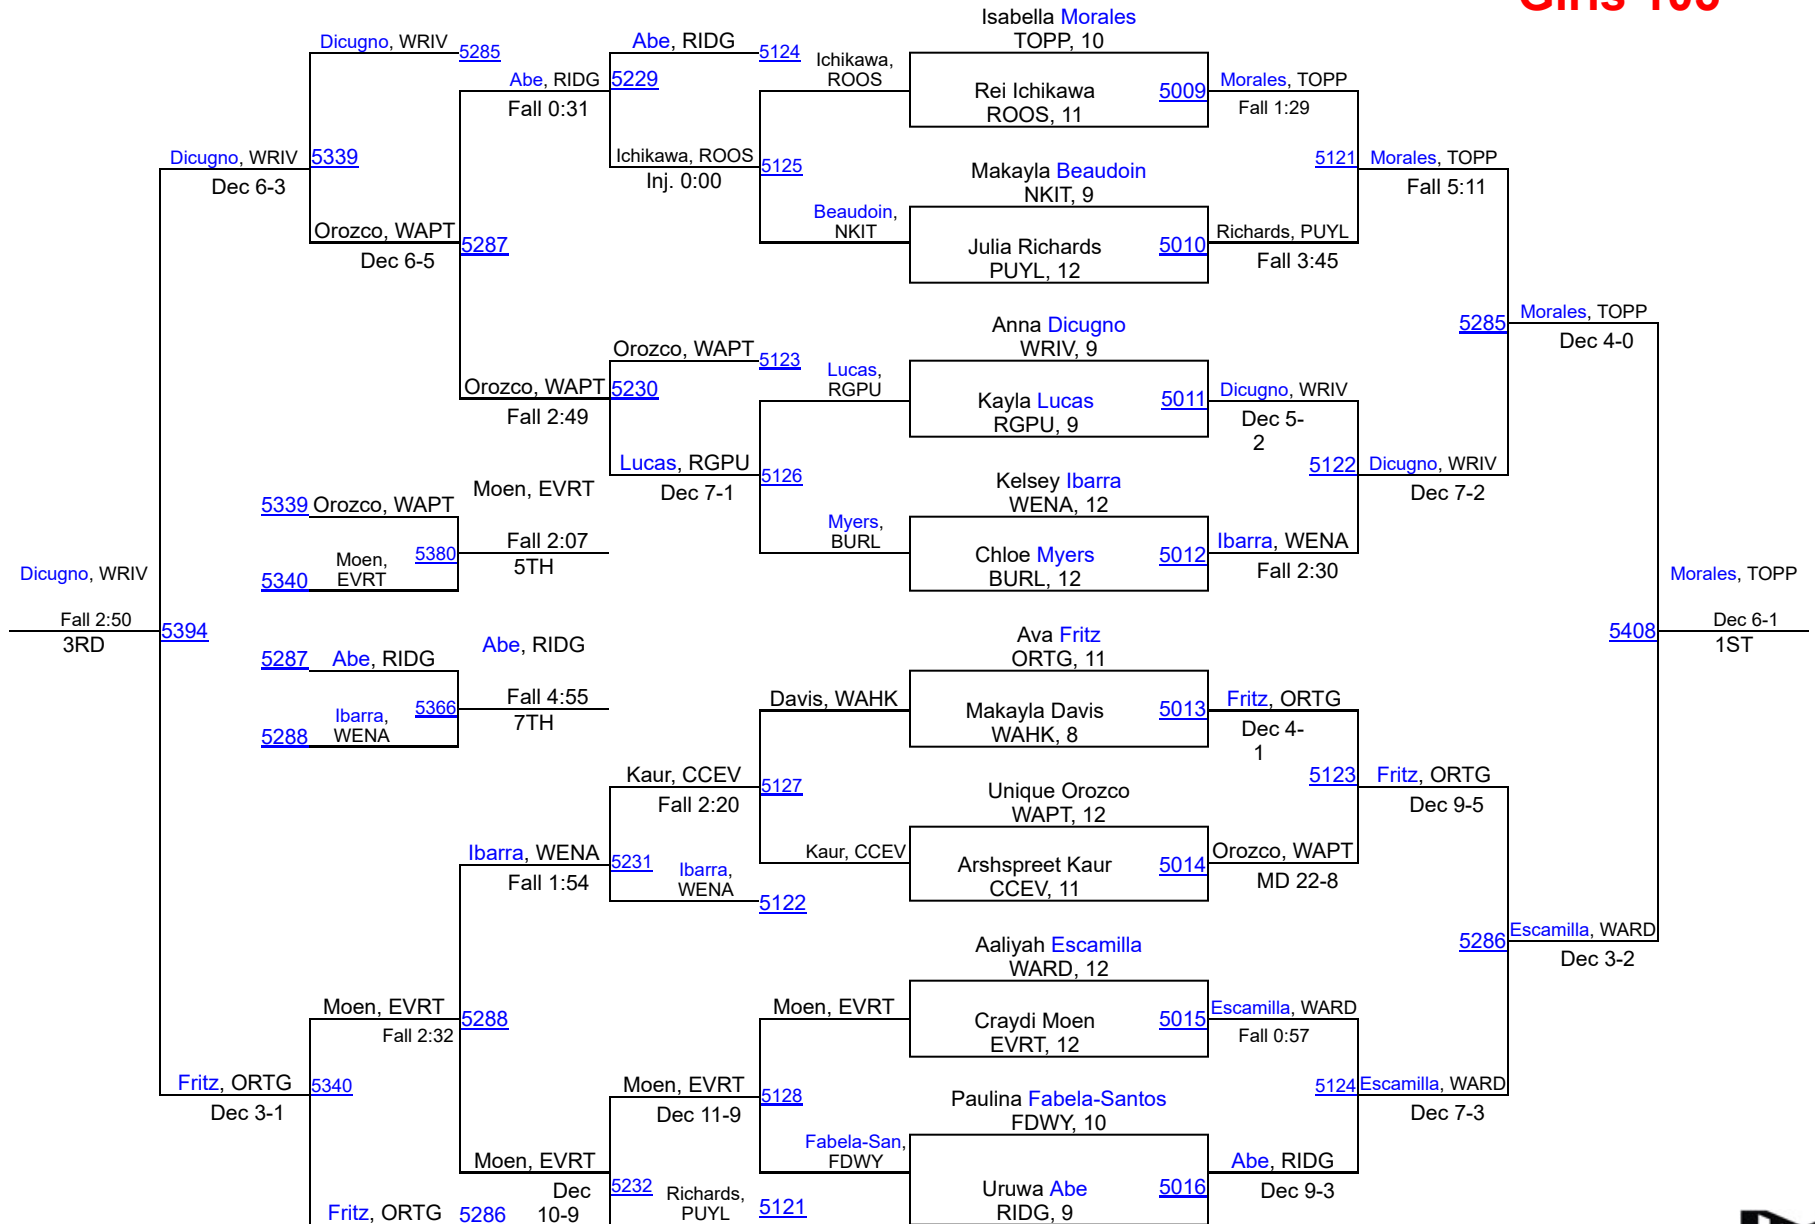 Girls 106
Isabella Morales
TOPP, 10
Dicugno, WRIV 5285
Abe, RIDG 5124
Ichikawa,
ROOS
Abe, RIDG 5229
Fall 0:31
Rei Ichikawa
ROOS, 11
5009
Morales, TOPP
Fall 1:29
Dicugno, WRIV 5339
Dec 6-3
Ichikawa, ROOS 5125
Inj. 0:00
Makayla Beaudoin
NKIT, 9
5121 Morales, TOPP
Fall 5:11
Beaudoin,
NKIT
Orozco, WAPT 5287
Dec 6-5
Julia Richards
PUYL, 12
5010
Richards, PUYL
Fall 3:45
Anna Dicugno
WRIV, 9
5285 Morales, TOPP
Dec 4-0
Orozco, WAPT 5123
Lucas,
RGPU
Orozco, WAPT 5230
Fall 2:49
Kayla Lucas
RGPU, 9
5011
Dicugno, WRIV
Dec 5-
2
Lucas, RGPU 5126
Dec 7-1
Kelsey Ibarra
WENA, 12
5122 Dicugno, WRIV
Dec 7-2
Moen, EVRT
5339 Orozco, WAPT
Myers,
BURL
Fall 2:07
5TH
Moen,
EVRT
5380
5340
Chloe Myers
BURL, 12
5012
Ibarra, WENA
Fall 2:30
Dicugno, WRIV
Morales, TOPP
Fall 2:50
3RD
5394
5408
Dec 6-1
1ST
Ava Fritz
ORTG, 11
Abe, RIDG
5287 Abe, RIDG
Fall 4:55
7TH
Ibarra,
WENA
5366
5288
Davis, WAHK
Makayla Davis
WAHK, 8
5013
Fritz, ORTG
Dec 4-
1
Kaur, CCEV 5127
Fall 2:20
Unique Orozco
WAPT, 12
5123 Fritz, ORTG
Dec 9-5
Ibarra, WENA 5231
Fall 1:54
Ibarra,
WENA
5122
Kaur, CCEV
Arshspreet Kaur
CCEV, 11
5014
Orozco, WAPT
MD 22-8
Aaliyah Escamilla
WARD, 12
5286 Escamilla, WARD
Dec 3-2
Moen, EVRT 5288
Fall 2:32
Moen, EVRT
Craydi Moen
EVRT, 12
5015
Escamilla, WARD
Fall 0:57
Fritz, ORTG 5340
Dec 3-1
Moen, EVRT 5128
Dec 11-9
Paulina Fabela-Santos
FDWY, 10
5124 Escamilla, WARD
Dec 7-3
Fabela-San,
FDWY
Moen, EVRT
Dec
10-9
5232
Richards,
PUYL
5121
Uruwa Abe
RIDG, 9
5016
Abe, RIDG
Dec 9-3
Fritz, ORTG 5286